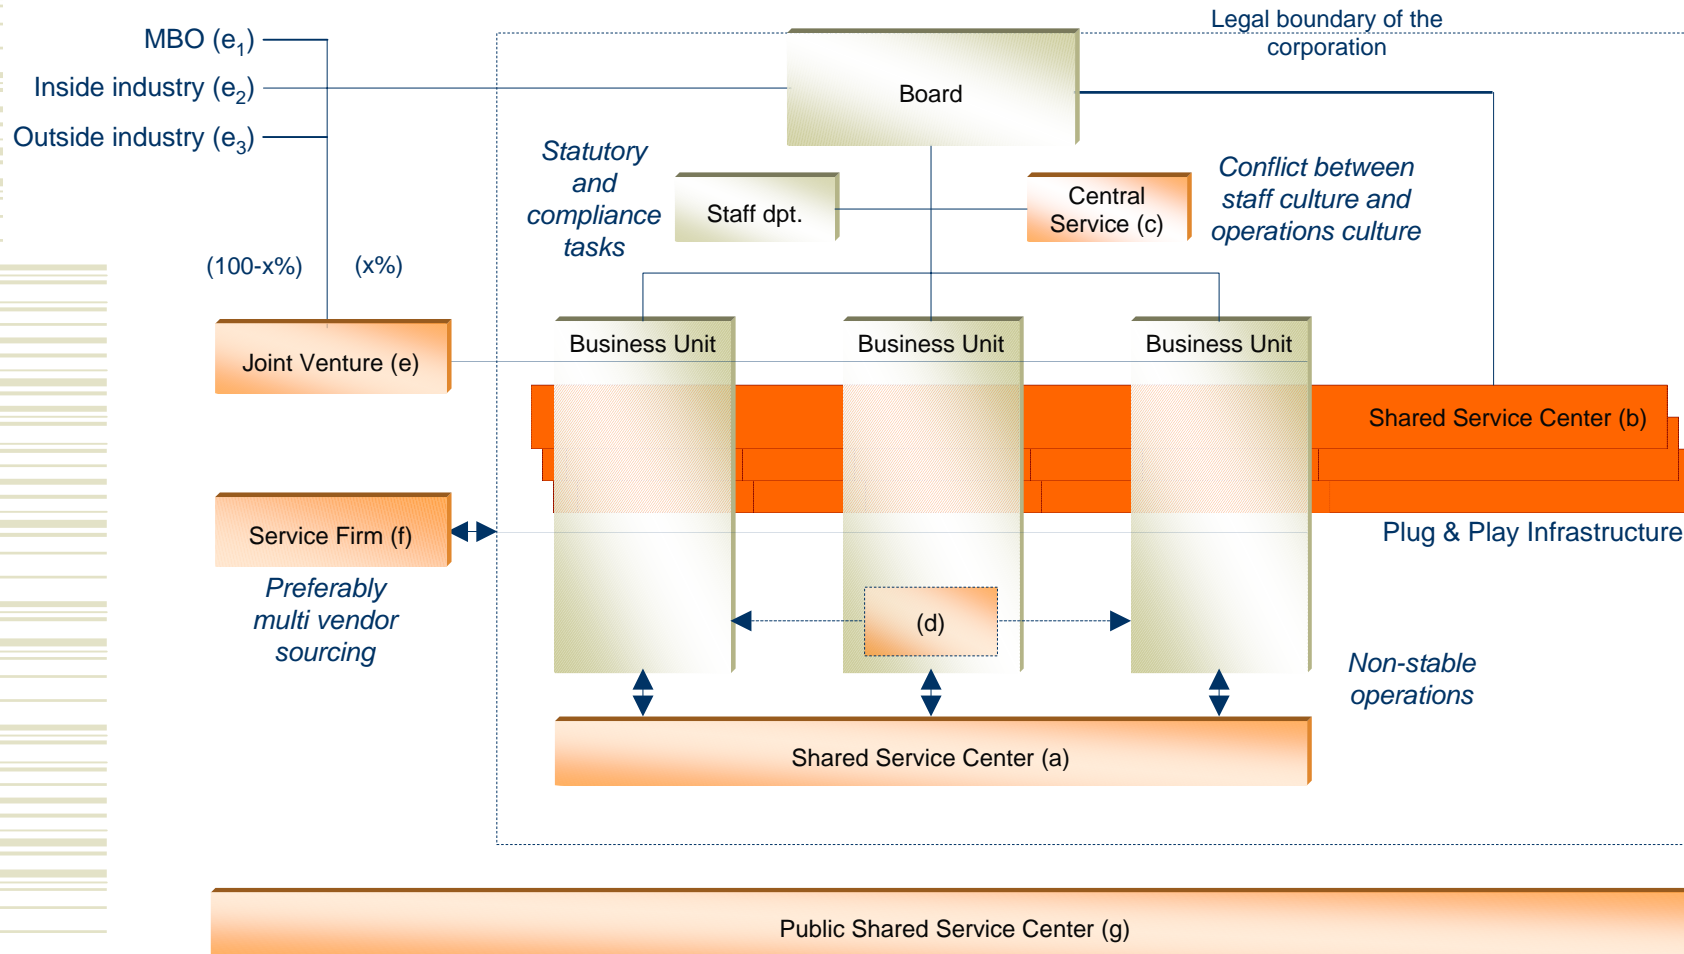 Legal boundary of the
corporation
MBO (e1)
Inside industry (e2)
Outside industry (e3)
Board
Statutory
and
compliance
tasks
Staff dpt.
Central
Service (c)
Conflict between
staff culture and
operations culture
(100-x%)
(x%)
Joint Venture (e)
Business Unit
Business Unit
Business Unit
Shared Service Center (b)
Service Firm (f)
Plug & Play Infrastructure
Preferably
multi vendor
sourcing
(d)
Non-stable
operations
Shared Service Center (a)
Public Shared Service Center (g)